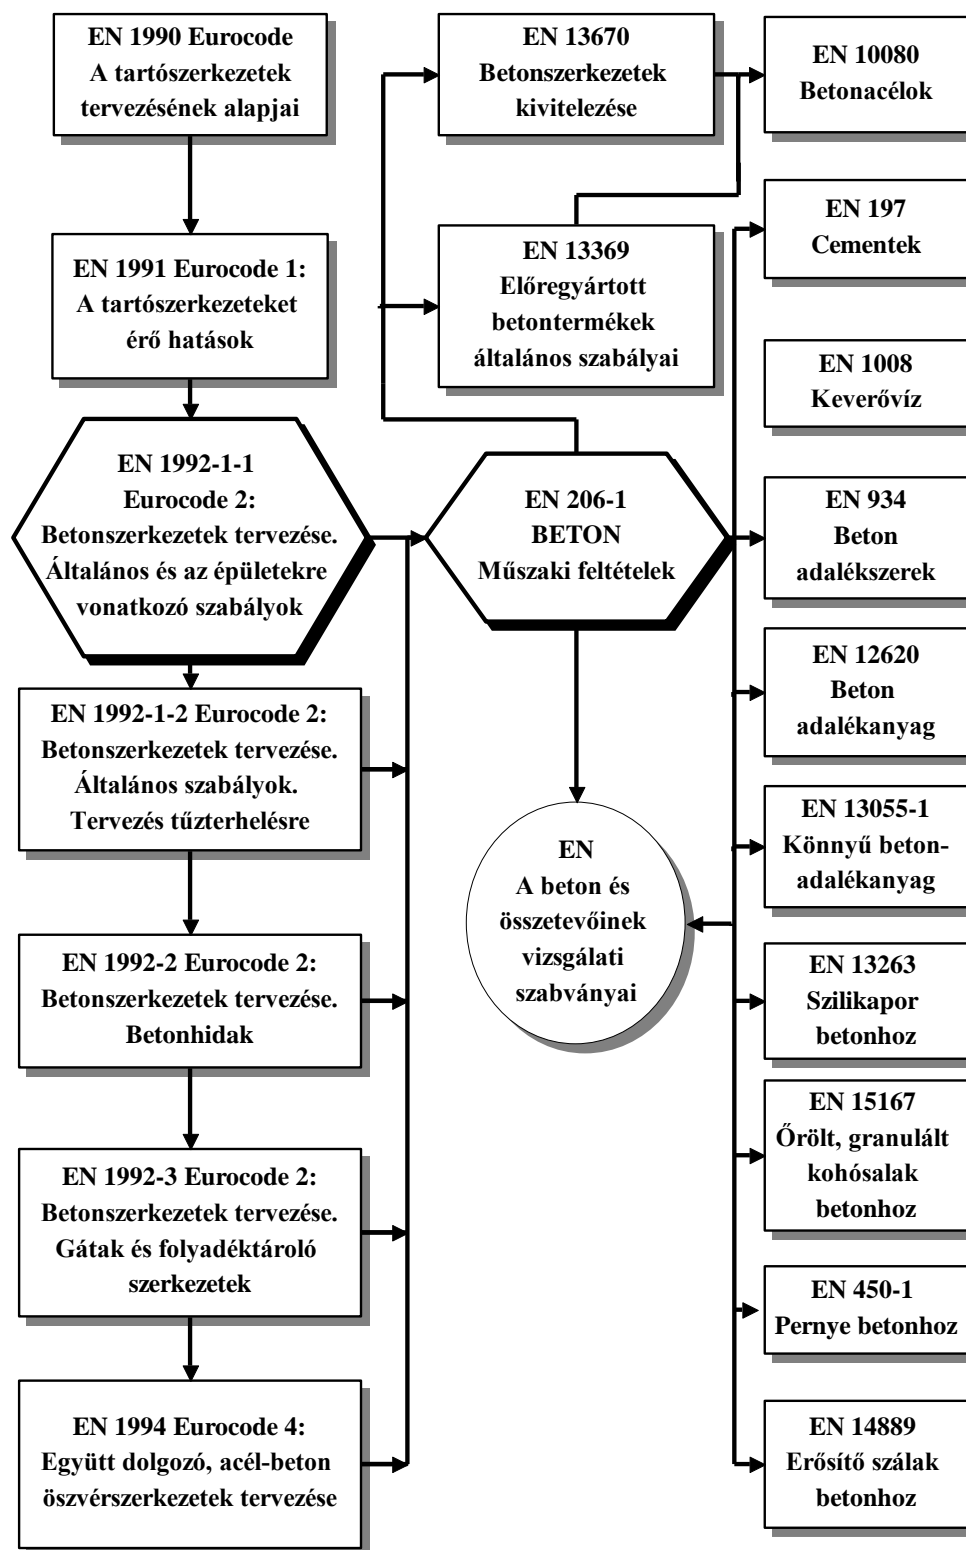 EN 1990 Eurocode
A tartószerkezetek
tervezésének alapjai
EN 1991 Eurocode 1:
A tartószerkezeteket
érő hatások
EN 1992-1-1
Eurocode 2:
Betonszerkezetek tervezése.
Általános és az épületekre
vonatkozó szabályok
EN 1992-1-2 Eurocode 2:
Betonszerkezetek tervezése.
Általános szabályok.
Tervezés tűzterhelésre
EN 1992-2 Eurocode 2:
Betonszerkezetek tervezése.
Betonhidak
EN 1992-3 Eurocode 2:
Betonszerkezetek tervezése.
Gátak és folyadéktároló
szerkezetek
EN 1994 Eurocode 4:
Együtt dolgozó, acél-beton
öszvérszerkezetek tervezése
EN 13670
Betonszerkezetek
kivitelezése
EN 13369
Előregyártott
betontermékek
általános szabályai
EN 206-1
BETON
Műszaki feltételek
EN
A beton és
összetevőinek
vizsgálati
szabványai
EN 10080
Betonacélok
EN 197
Cementek
EN 1008
Keverővíz
EN 934
Beton
adalékszerek
EN 12620
Beton
adalékanyag
EN 13055-1
Könnyű beton-
adalékanyag
EN 13263
Szilikapor
betonhoz
EN 15167
Őrölt, granulált
kohósalak
betonhoz
EN 450-1
Pernye betonhoz
EN 14889
Erősítő szálak
betonhoz